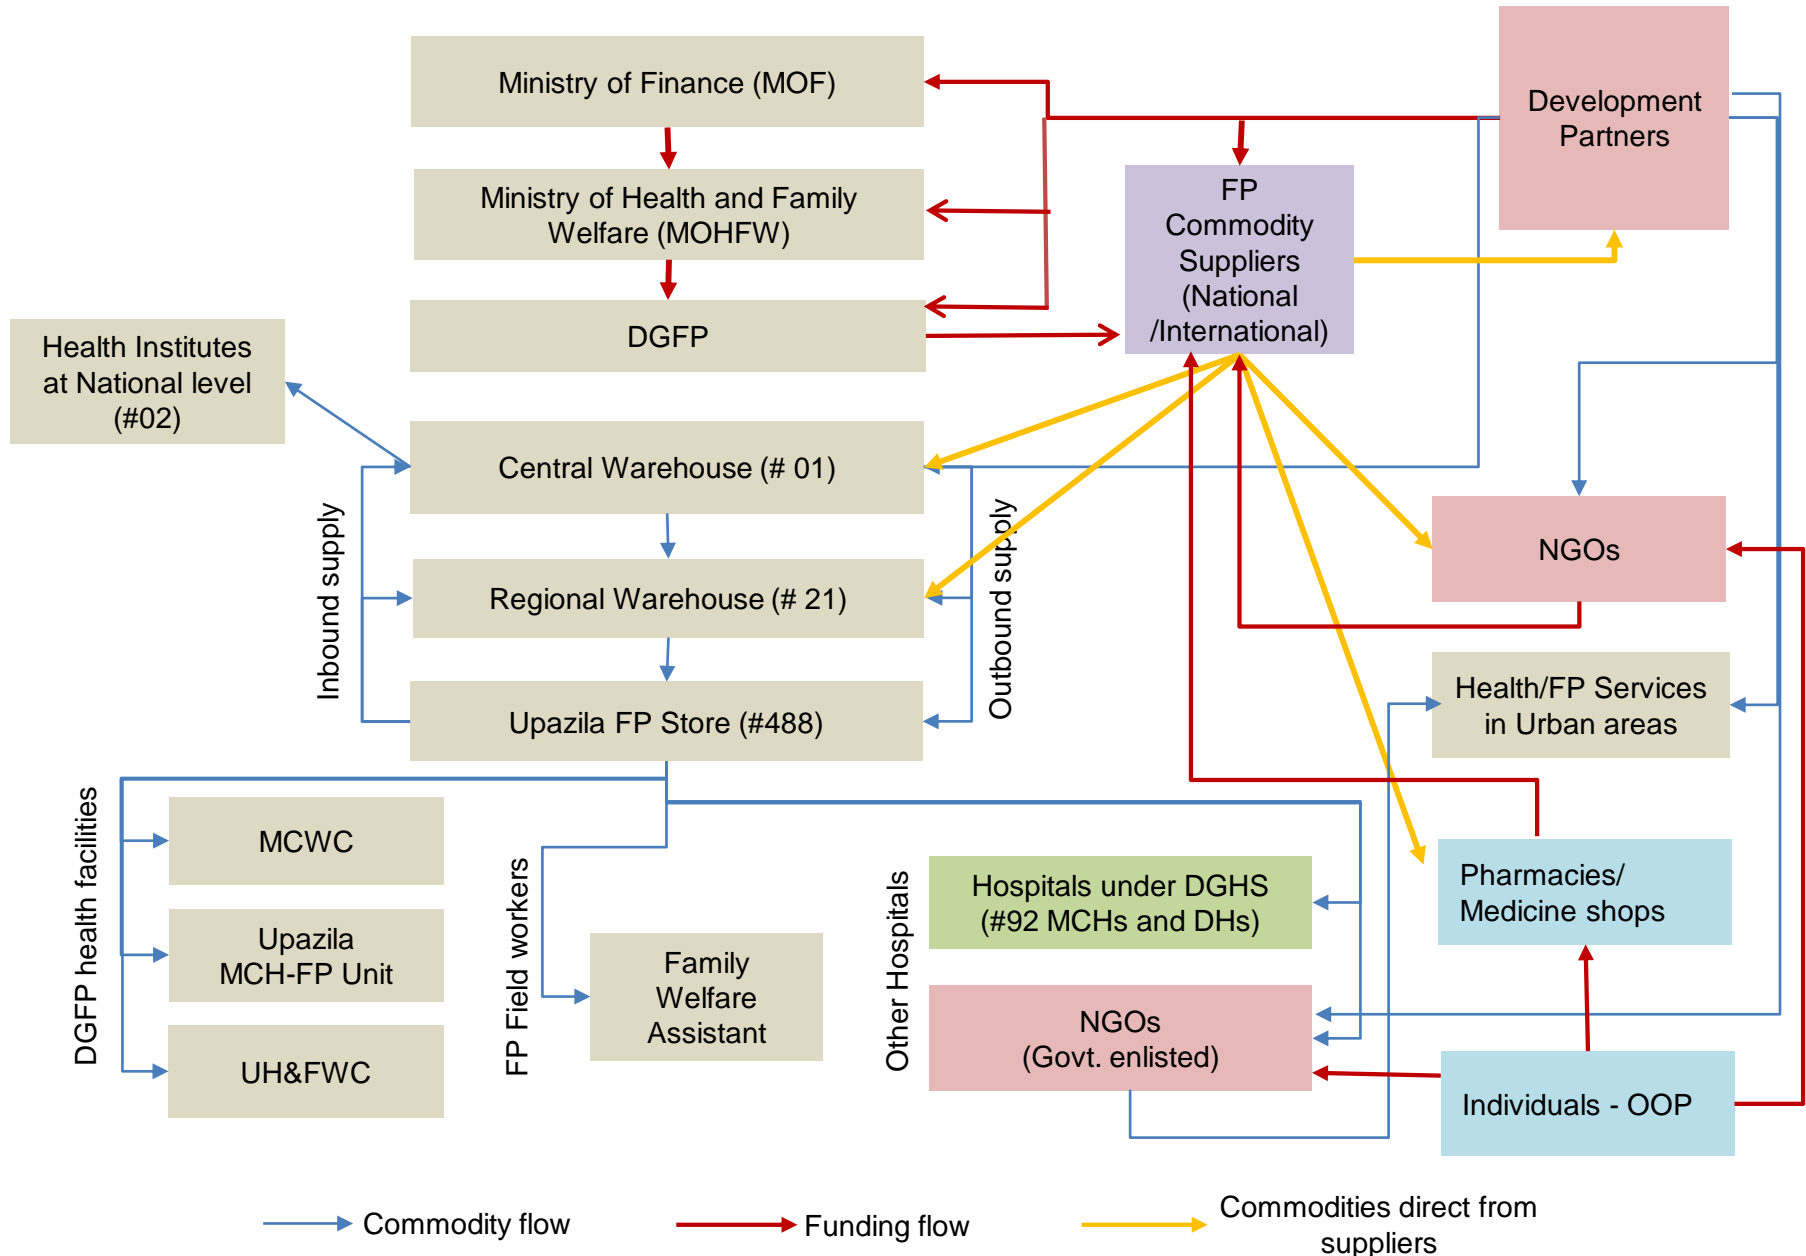 Ministry of Finance (MOF)
Development
Partners
Ministry of Health and Family
Welfare (MOHFW)
FP
Commodity
Suppliers
(National
/International)
DGFP
Health Institutes
at National level
(#02)
Central Warehouse (# 01)
Inbound supply
Outbound supply
NGOs
Regional Warehouse (# 21)
Upazila FP Store (#488)
Health/FP Services
in Urban areas
DGFP health facilities
MCWC
Upazila
MCH-FP Unit
UH&FWC
FP Field workers
Family
Welfare
Assistant
Other Hospitals
Hospitals under DGHS
(#92 MCHs and DHs)
NGOs
(Govt. enlisted)
Pharmacies/
Medicine shops
Individuals - OOP
Commodity flow
Funding flow
Commodities direct from
suppliers